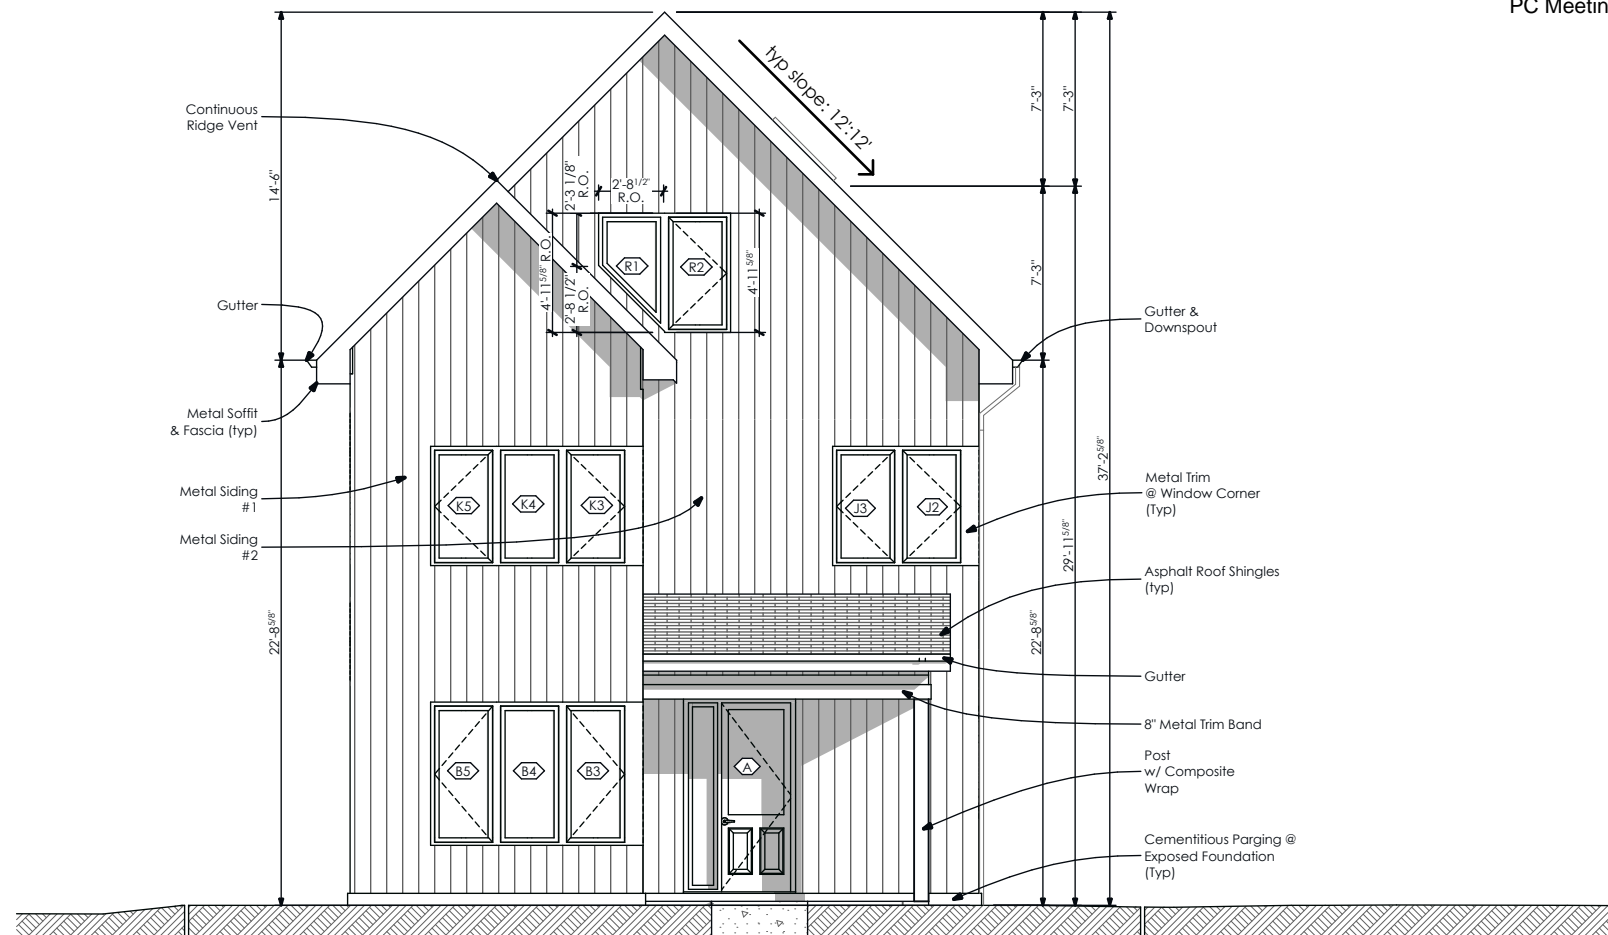 PC Meetin
typ slope: 12':12'
Continuous
Ridge Vent
14'-6"
7'-3"
7'-3"
2'-3 1/8"
R.O.
2'-8 1/2"
R.O.
4'-11 5/8" R.O.
2'-8 1/2"
R.O.
R1
R2
4'-11 5/8"
7'-3"
Gutter
Gutter &
Downspout
Metal Soffit
& Fascia (typ)
Metal Siding
#1
Metal Siding
#2
K5
K4
K3
J3
J2
37'-2 5/8"
Metal Trim
@ Window Corner
(Typ)
29'-11 5/8"
Asphalt Roof Shingles
(typ)
22'-8 5/8"
22'-8 5/8"
Gutter
8" Metal Trim Band
B5
B4
B3
A
Post
w/ Composite
Wrap
Cementitious Parging @
Exposed Foundation
(Typ)